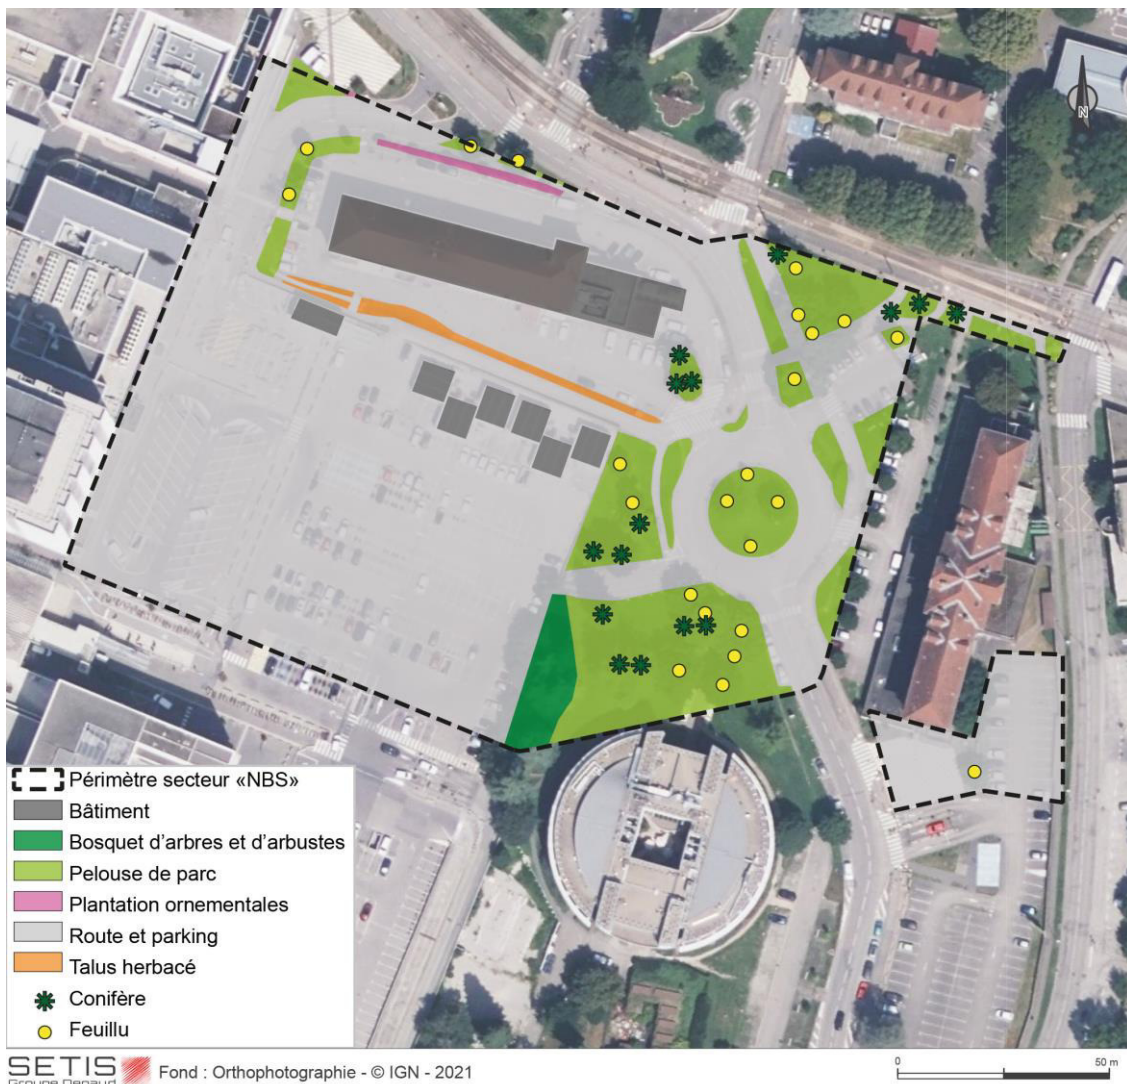 N
Périmètre secteur «NBS»
Bâtiment
Bosquet d'arbres et d'arbustes
Pelouse de parc
Plantation ornementales
Route et parking
Talus herbacé
Conifère
Feuillu
SETIS
Groupe Degaud
Fond : Orthophotographie - © IGN - 2021
0
50 m